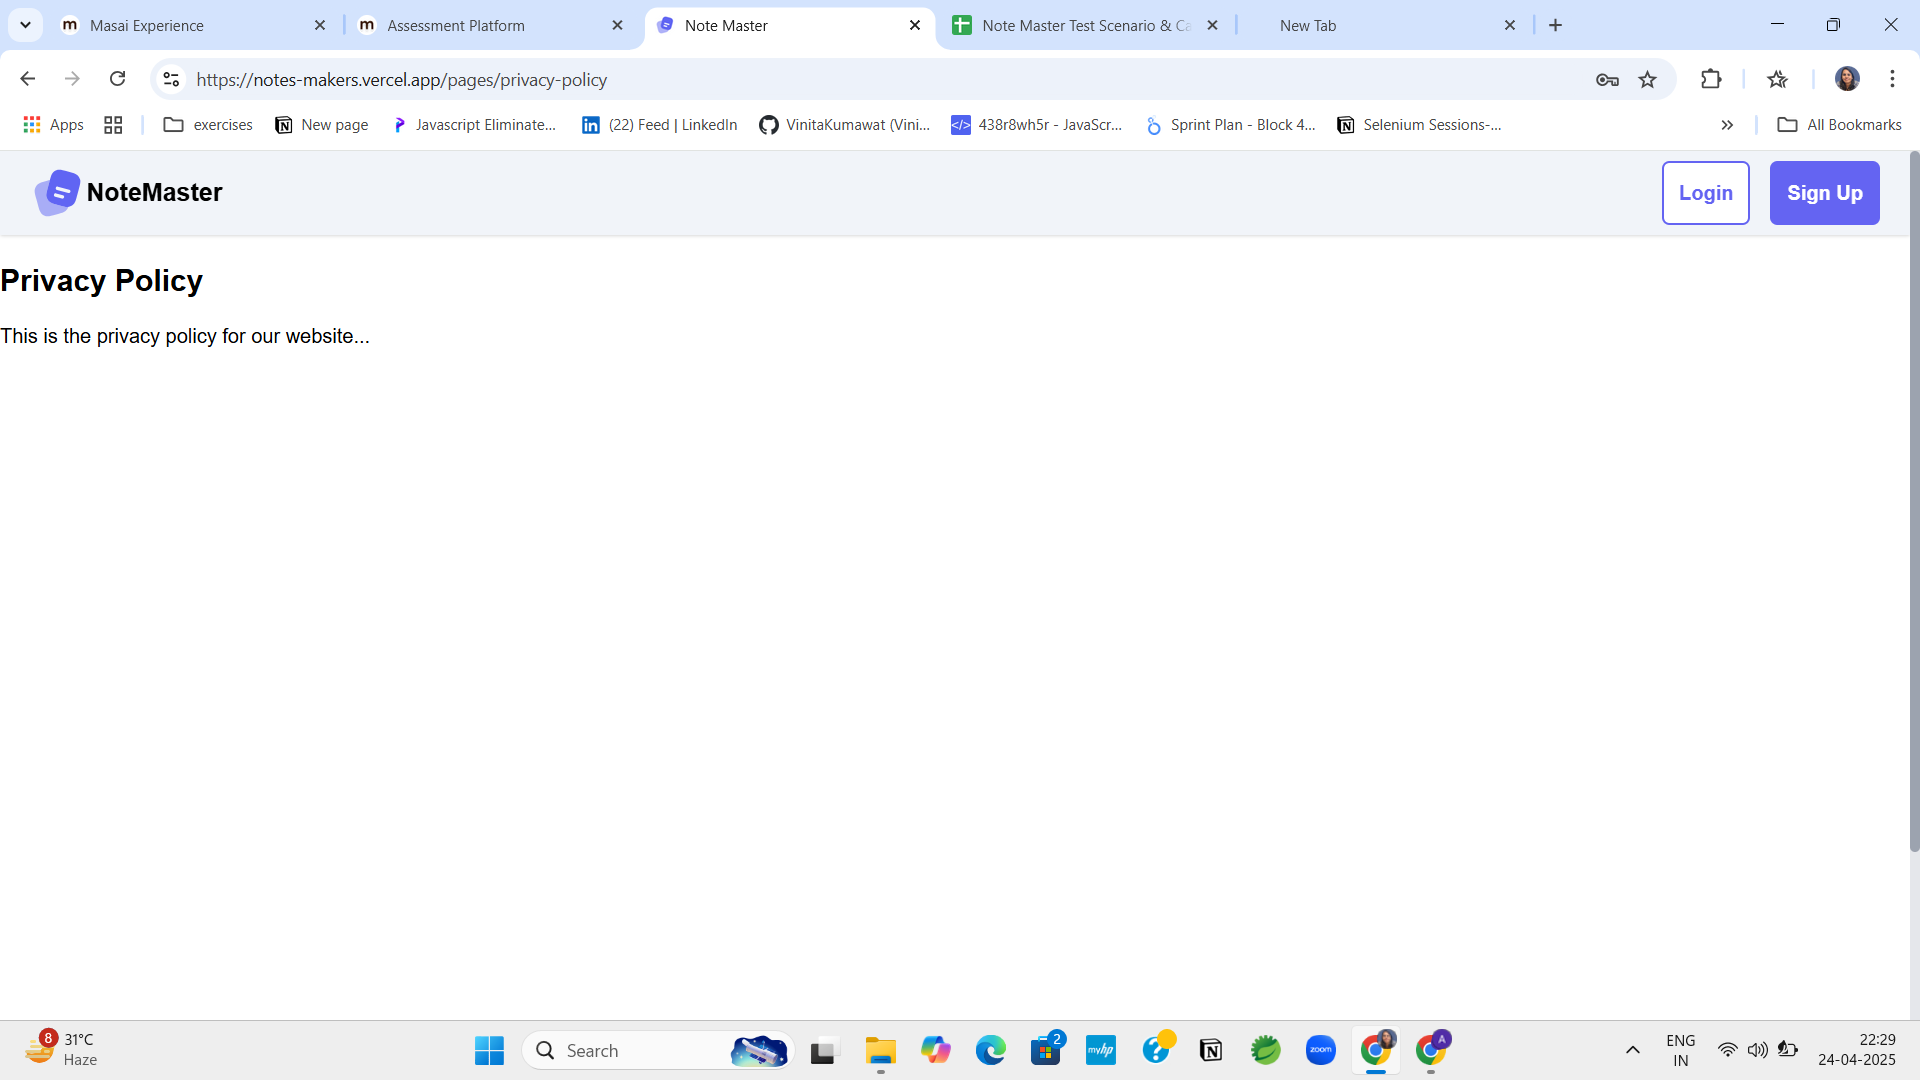 Masai Experience
Assessment Platform
Note Master
Note Master Test Scenario & Ca
New Tab
https://notes-makers.vercel.app/pages/privacy-policy
Apps
exercises
New page
Javascript Eliminate...
(22) Feed | LinkedIn
VinitaKumawat (Vini...
438r8wh5r - JavaScr...
Sprint Plan - Block 4...
Selenium Sessions-...
All Bookmarks
NoteMaster
Login
Sign Up
Privacy Policy
This is the privacy policy for our website...
8
31°C
Haze
Search
2
myhp
zoom
A
ENG
IN
22:29
24-04-2025